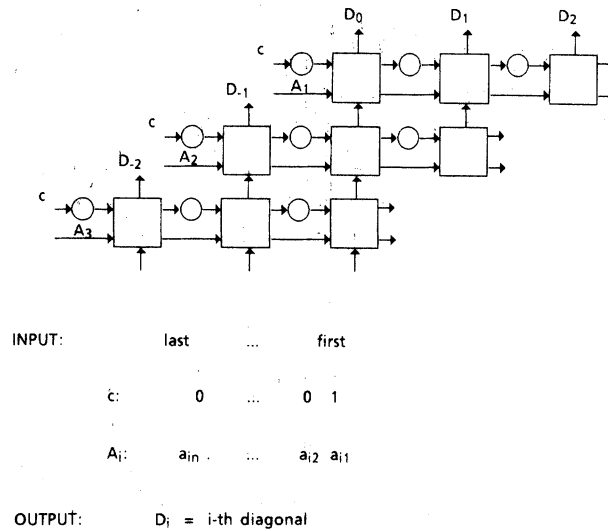 D0 D1 D2
c
A1
D-1
c
A2
D-2
c
A3
INPUT: last ... first
c: 0 ... 0 1
Ai: ain ... ai2 ai1
OUTPUT: Di = i-th diagonal